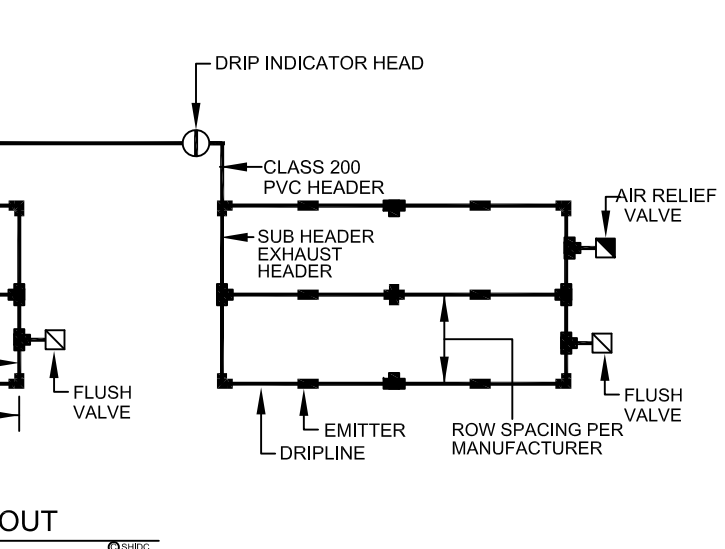 DRIP INDICATOR HEAD
CLASS 200
PVC HEADER
AIR RELIEF
VALVE
SUB HEADER
EXHAUST
HEADER
FLUSH
VALVE
EMITTER
DRIPLINE
ROW SPACING PER
MANUFACTURER
FLUSH
VALVE
OUT
©SHIDC